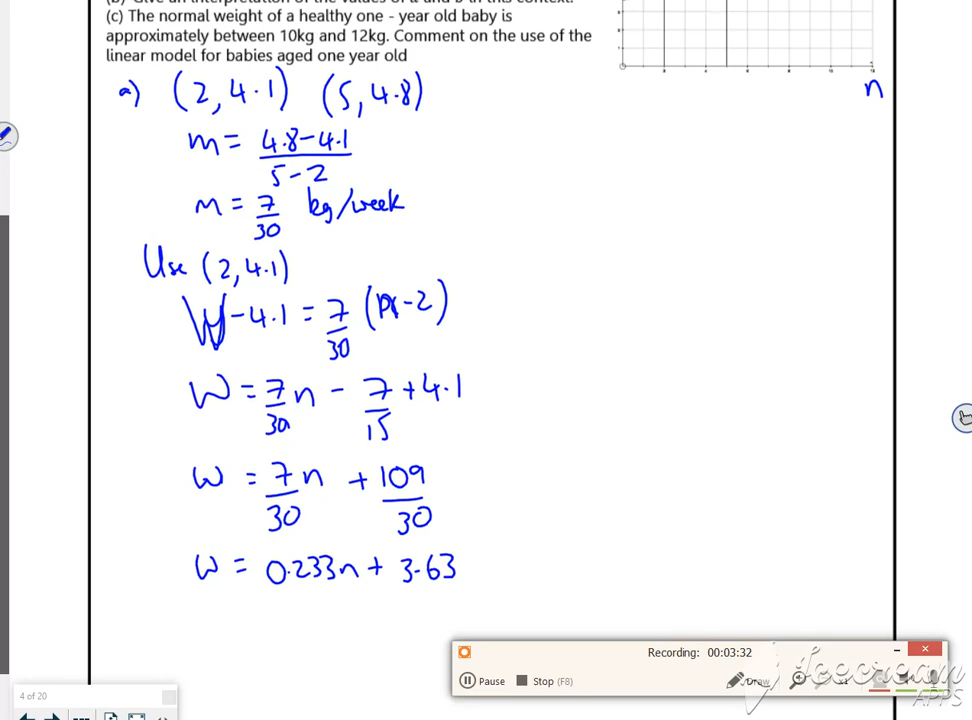 (c) The normal weight of a healthy one - year old baby is
approximately between 10kg and 12kg. Comment on the use of the
linear model for babies aged one year old
n
a) (2, 4.1) (5, 4.8)
m = 4.8-4.1 / 5-2
m = 7/30 kg/week
Use (2, 4.1)
W-4.1 = 7/30 (n-2)
W = 7/30 n - 7/15 + 4.1
W = 7/30 n + 109/30
W = 0.233n + 3.63
Recording: 00:03:32
Pause Stop (F8) Draw x1
Icecream
APPS
4 of 20